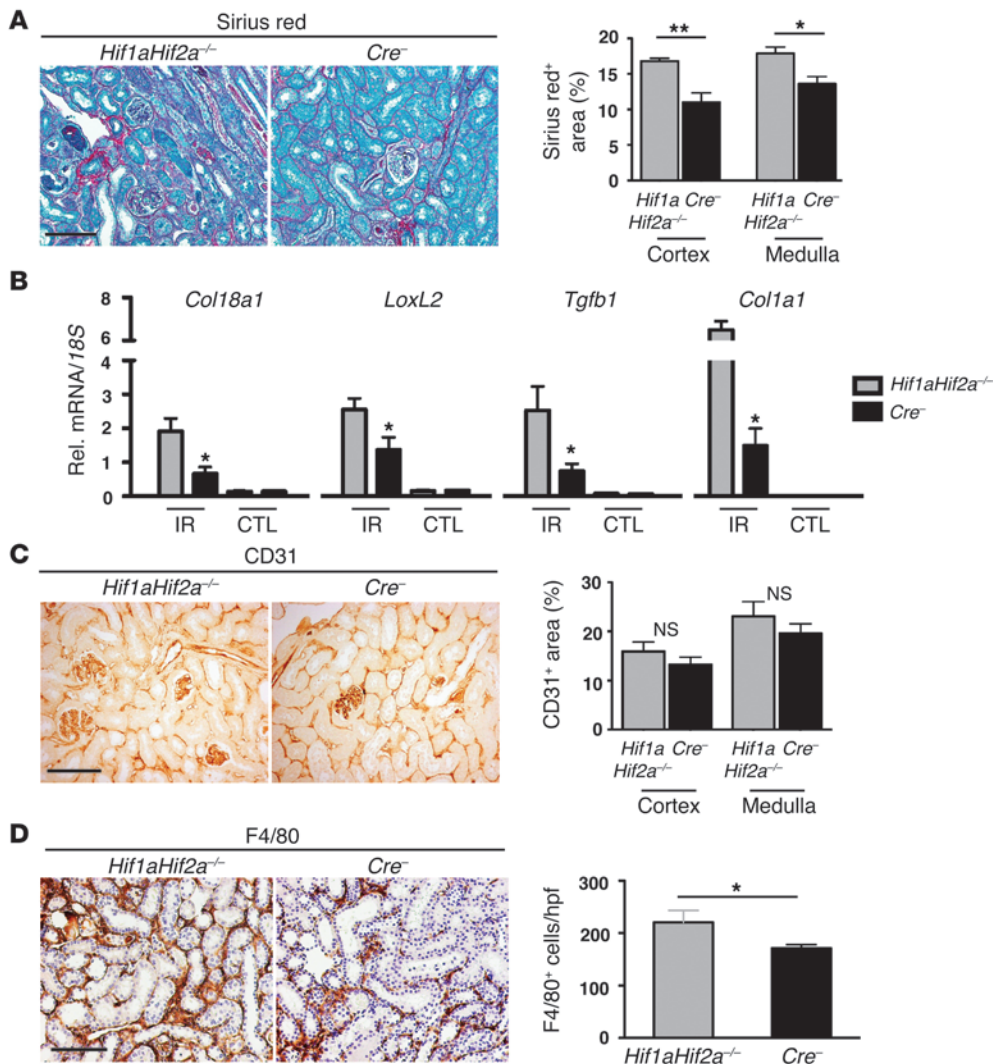 A
Sirius red
Hif1aHif2a–/– Cre–
Sirius red+
area (%)
20
15
10
5
0
** *
Hif1a Cre– Hif1a Cre–
Hif2a–/– Hif2a–/–
Cortex Medulla
B
Col18a1 LoxL2 Tgfb1 Col1a1
Rel. mRNA/18S
8
6
4
3
2
1
0
* * * *
IR CTL IR CTL IR CTL IR CTL
Hif1aHif2a–/–
Cre–
C
CD31
Hif1aHif2a–/– Cre–
CD31+ area (%)
30
20
10
0
NS NS
Hif1a Cre– Hif1a Cre–
Hif2a–/– Hif2a–/–
Cortex Medulla
D
F4/80
Hif1aHif2a–/– Cre–
F4/80+ cells/hpf
300
200
100
0
*
Hif1aHif2a–/– Cre–